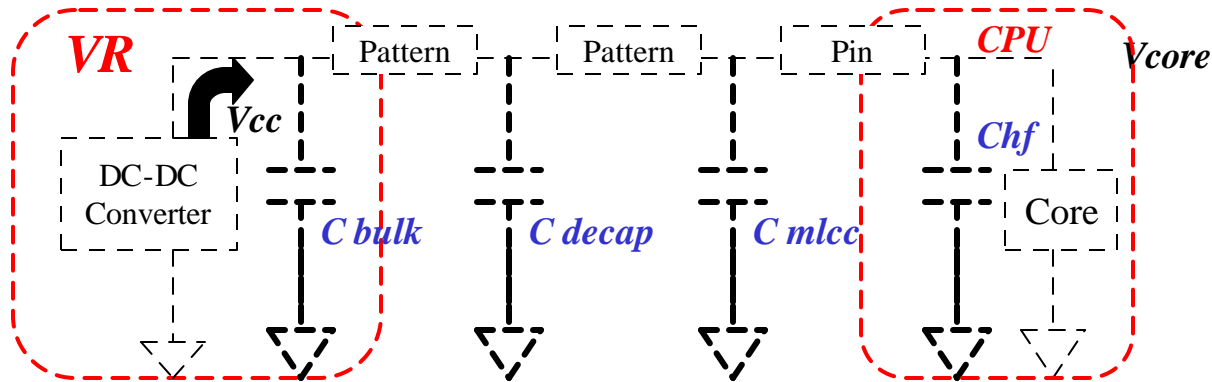 VR
Pattern
Pattern
Pin
CPU
Vcore
Vcc
Chf
DC-DC
Converter
Core
C bulk
C decap
C mlcc